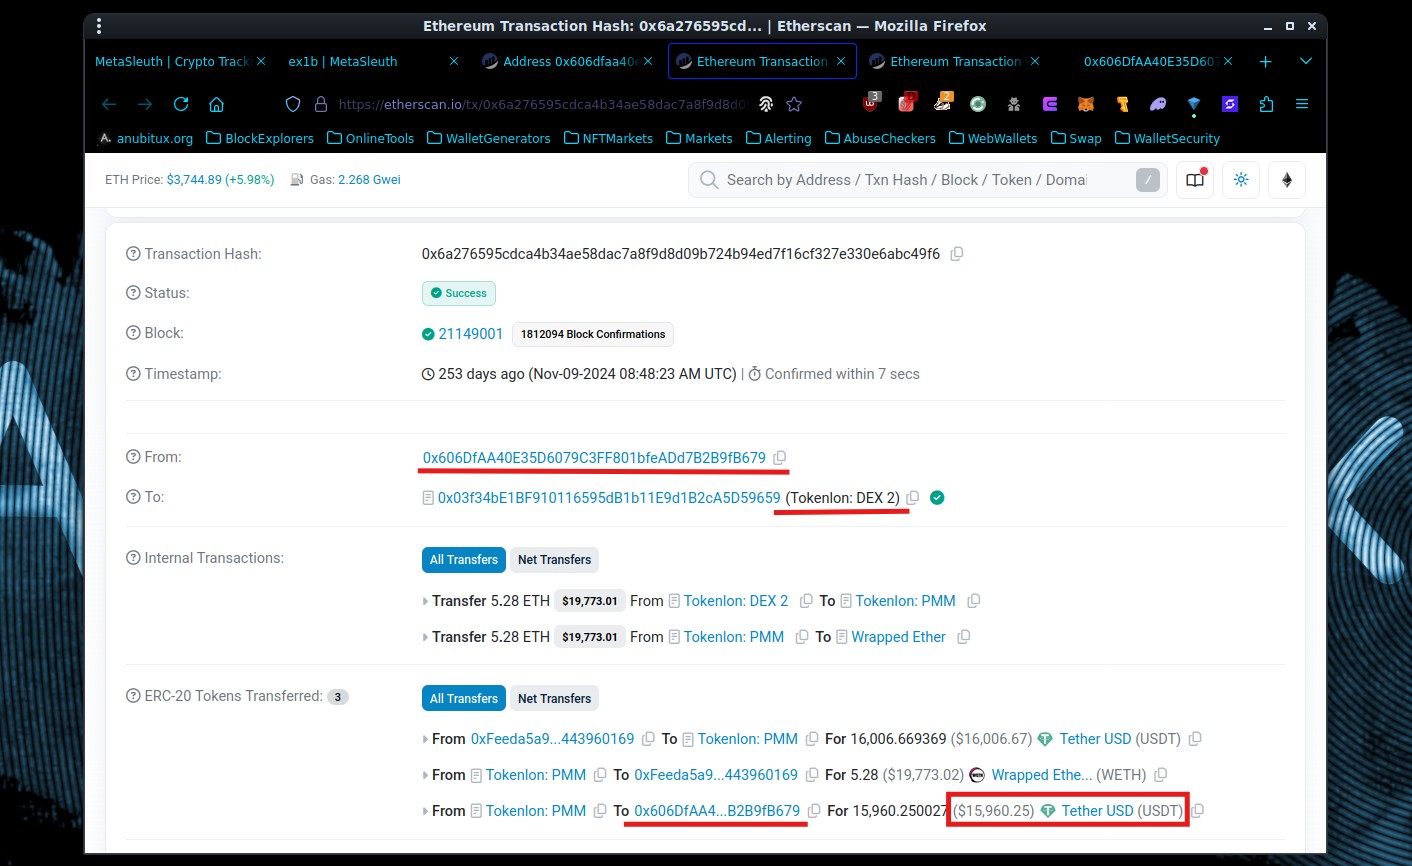 Ethereum Transaction Hash: 0x6a276595cd... | Etherscan — Mozilla Firefox
MetaSleuth | Crypto Track
ex1b | MetaSleuth
Address 0x606dfaa40e
Ethereum Transaction
Ethereum Transaction
0x606DfAA40E35D607
https://etherscan.io/tx/0x6a276595cdca4b34ae58dac7a8f9d8d0
3
2
anubitux.org
BlockExplorers
OnlineTools
WalletGenerators
NFTMarkets
Markets
Alerting
AbuseCheckers
WebWallets
Swap
WalletSecurity
ETH Price: $3,744.89 (+5.98%)
Gas: 2.268 Gwei
Search by Address / Txn Hash / Block / Token / Domai
/
Transaction Hash:
0x6a276595cdca4b34ae58dac7a8f9d8d09b724b94ed7f16cf327e330e6abc49f6
Status:
Success
Block:
21149001 1812094 Block Confirmations
Timestamp:
253 days ago (Nov-09-2024 08:48:23 AM UTC) | Confirmed within 7 secs
From:
0x606DfAA40E35D6079C3FF801bfeADd7B2B9fB679
To:
0x03f34bE1BF910116595dB1b11E9d1B2cA5D59659 (Tokenlon: DEX 2)
Internal Transactions:
All Transfers Net Transfers
Transfer 5.28 ETH $19,773.01 From Tokenlon: DEX 2 To Tokenlon: PMM
Transfer 5.28 ETH $19,773.01 From Tokenlon: PMM To Wrapped Ether
ERC-20 Tokens Transferred: 3
All Transfers Net Transfers
From 0xFeeda5a9...443960169 To Tokenlon: PMM For 16,006.669369 ($16,006.67) Tether USD (USDT)
From Tokenlon: PMM To 0xFeeda5a9...443960169 For 5.28 ($19,773.02) Wrapped Ethe... (WETH)
From Tokenlon: PMM To 0x606DfAA4...B2B9fB679 For 15,960.250027 ($15,960.25) Tether USD (USDT)